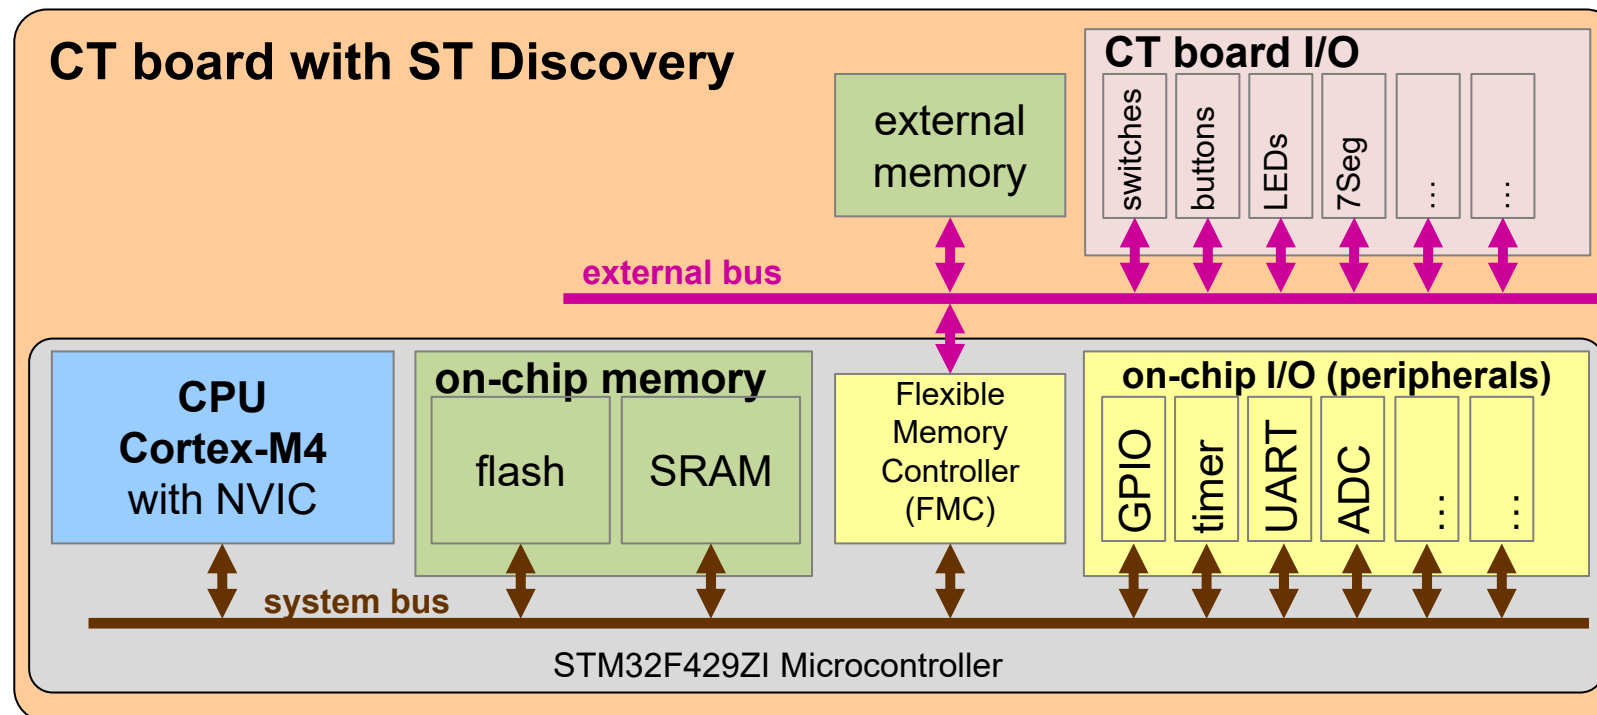 CT board with ST Discovery
external
memory
CT board I/O
switches
buttons
LEDs
7Seg
...
...
external bus
CPU
Cortex-M4
with NVIC
on-chip memory
flash
SRAM
Flexible
Memory
Controller
(FMC)
on-chip I/O (peripherals)
GPIO
timer
UART
ADC
...
...
system bus
STM32F429ZI Microcontroller